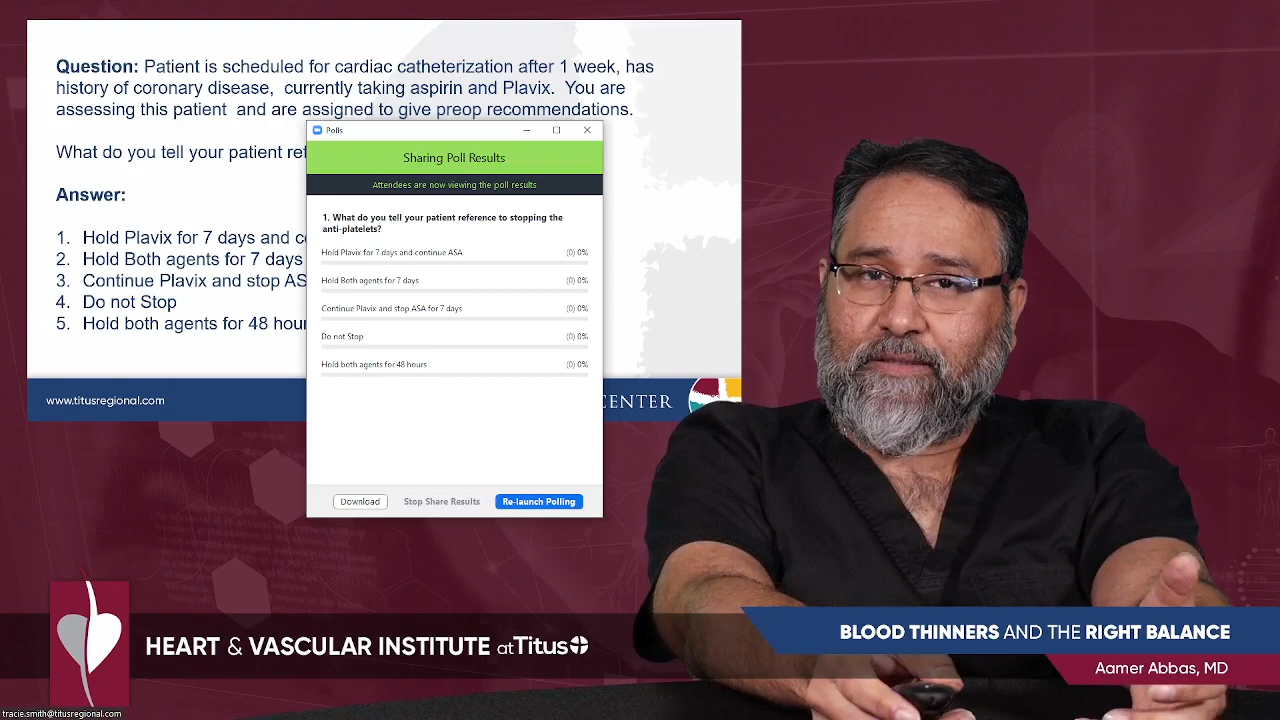 Question: Patient is scheduled for cardiac catheterization after 1 week, has
history of coronary disease, currently taking aspirin and Plavix. You are
assessing this patient and are assigned to give preop recommendations.
What do you tell your patient ref
Answer:
1. Hold Plavix for 7 days and co
2. Hold Both agents for 7 days
3. Continue Plavix and stop AS
4. Do not Stop
5. Hold both agents for 48 hour
www.titusregional.com
CENTER
Polls
Sharing Poll Results
Attendees are now viewing the poll results
1. What do you tell your patient reference to stopping the
anti-platelets?
Hold Plavix for 7 days and continue ASA (0) 0%
Hold Both agents for 7 days (0) 0%
Continue Plavix and stop ASA for 7 days (0) 0%
Do not Stop (0) 0%
Hold both agents for 48 hours (0) 0%
Download Stop Share Results Re-launch Polling
HEART & VASCULAR INSTITUTE at Titus
BLOOD THINNERS AND THE RIGHT BALANCE
Aamer Abbas, MD
tracie.smith@titusregional.com